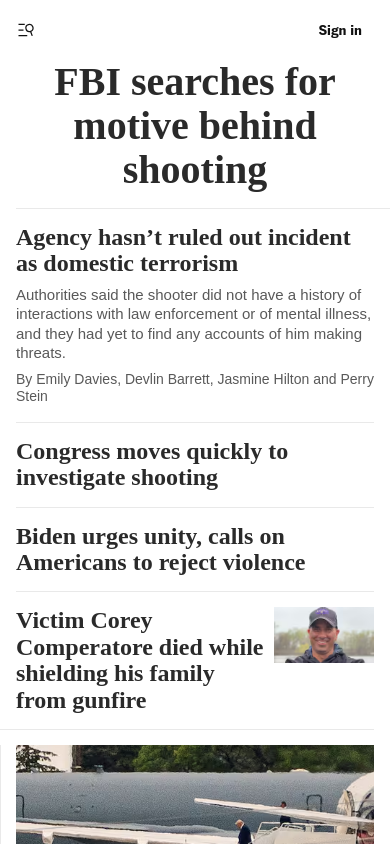 Sign in
FBI searches for
motive behind
shooting
Agency hasn’t ruled out incident
as domestic terrorism
Authorities said the shooter did not have a history of
interactions with law enforcement or of mental illness,
and they had yet to find any accounts of him making
threats.
By Emily Davies, Devlin Barrett, Jasmine Hilton and Perry
Stein
Congress moves quickly to
investigate shooting
Biden urges unity, calls on
Americans to reject violence
Victim Corey
Comperatore died while
shielding his family
from gunfire